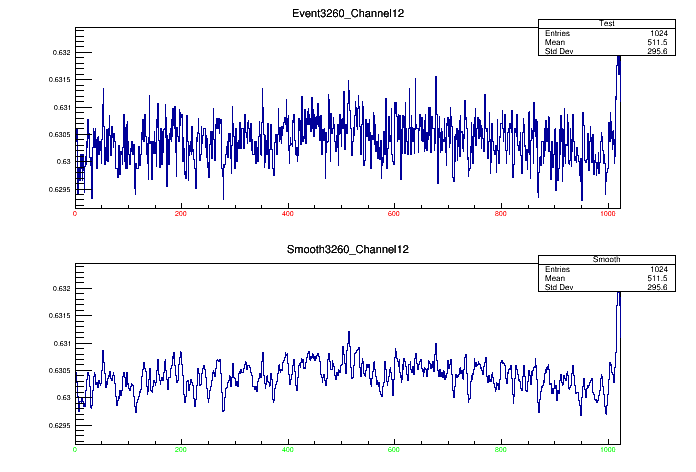 Event3260_Channel12
Test
Entries 1024
Mean 511.5
Std Dev 295.6
0.632
0.6315
0.631
0.6305
0.63
0.6295
0 200 400 600 800 1000
Smooth3260_Channel12
Smooth
Entries 1024
Mean 511.5
Std Dev 295.6
0.632
0.6315
0.631
0.6305
0.63
0.6295
0 200 400 600 800 1000